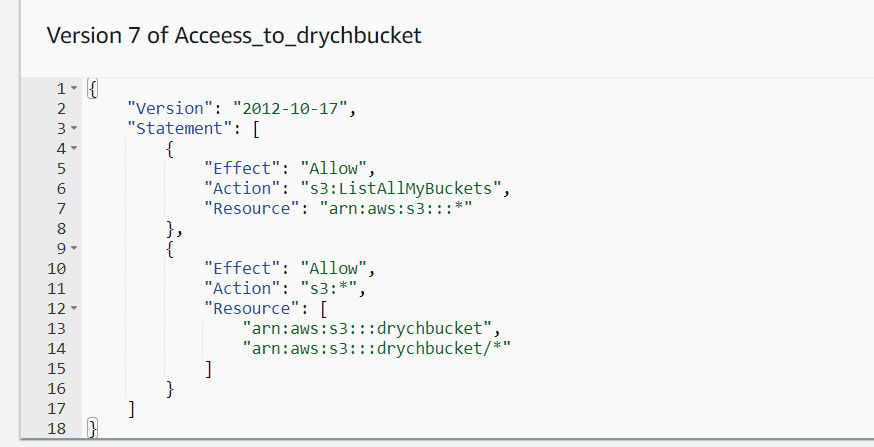 Version 7 of Acceess_to_drychbucket
1 {
2 "Version": "2012-10-17",
3 "Statement": [
4 {
5 "Effect": "Allow",
6 "Action": "s3:ListAllMyBuckets",
7 "Resource": "arn:aws:s3:::*"
8 },
9 {
10 "Effect": "Allow",
11 "Action": "s3:*",
12 "Resource": [
13 "arn:aws:s3:::drychbucket",
14 "arn:aws:s3:::drychbucket/*"
15 ]
16 }
17 ]
18 }